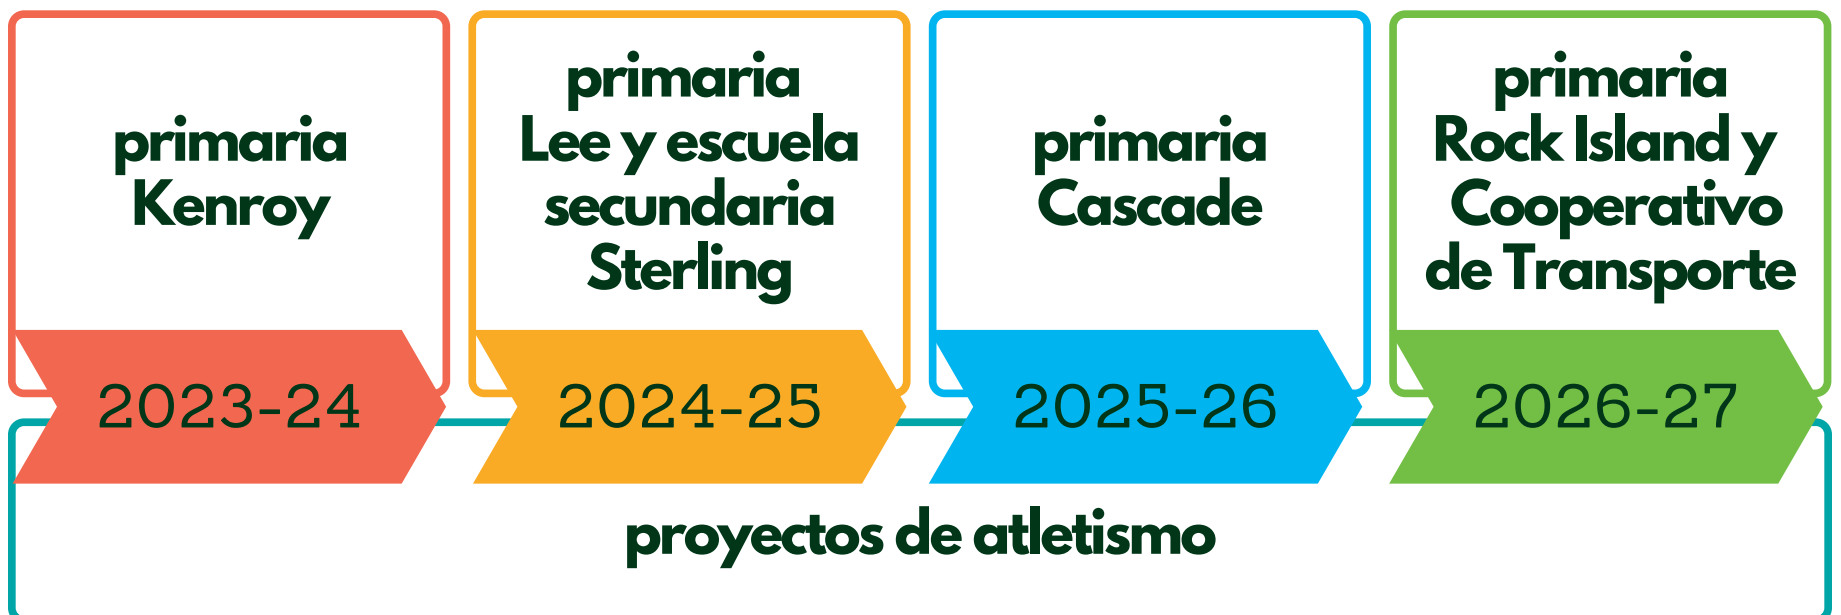 primaria
Kenroy
2023-24
primaria
Lee y escuela
secundaria
Sterling
2024-25
primaria
Cascade
2025-26
primaria
Rock Island y
Cooperativo
de Transporte
2026-27
proyectos de atletismo